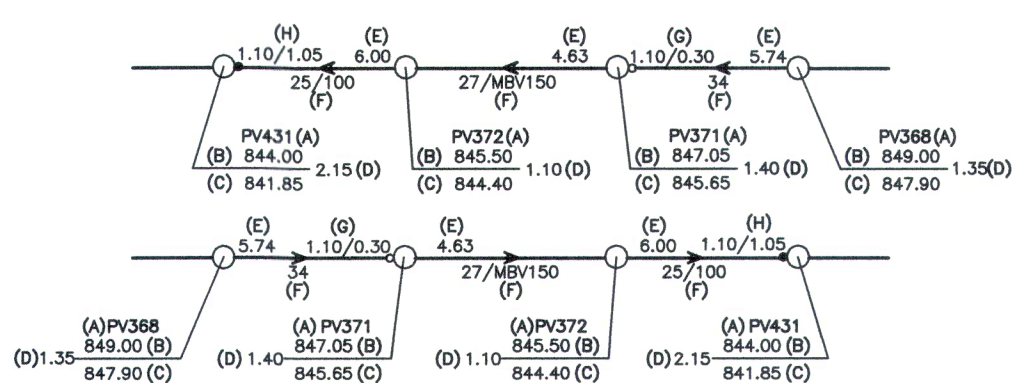 (H) (E) (E) (G) (E)
1.10/1.05 6.00 4.63 1.10/0.30 5.74
25/100 27/MBV150 34
(F) (F) (F)
PV431(A) PV372(A) PV371(A) PV368(A)
(B) 844.00 (B) 845.50 (B) 847.05 (B) 849.00
2.15(D) 1.10(D) 1.40(D) 1.35(D)
(C) 841.85 (C) 844.40 (C) 845.65 (C) 847.90
(E) (G) (E) (E) (H)
5.74 1.10/0.30 4.63 6.00 1.10/1.05
34 27/MBV150 25/100
(F) (F) (F)
(A)PV368 (A)PV371 (A)PV372 (A) PV431
849.00 (B) 847.05 (B) 845.50 (B) 844.00 (B)
(D)1.35 (D) 1.40 (D) 1.10 (D) 2.15
847.90 (C) 845.65 (C) 844.40 (C) 841.85 (C)